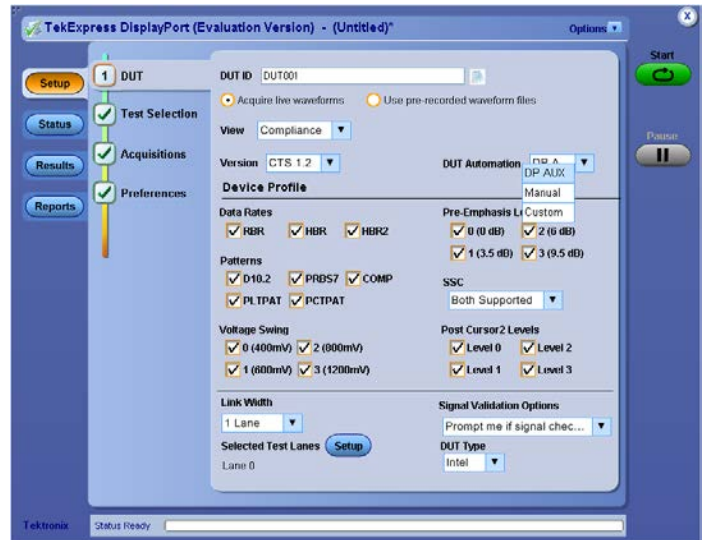 TekExpress DisplayPort (Evaluation Version) - (Untitled)*
Options
x
Start
Pause
Setup
Status
Results
Reports
1 DUT
Test Selection
Acquisitions
Preferences
DUT ID DUT001
Acquire live waveforms Use pre-recorded waveform files
View Compliance
Version CTS 1.2
DUT Automation
DP AUX
Manual
Custom
Device Profile
Data Rates
RBR HBR HBR2
Patterns
D10.2 PRBS7 COMP
PLTPAT PCTPAT
Voltage Swing
0 (400mV) 2 (800mV)
1 (600mV) 3 (1200mV)
Pre-Emphasis
0 (0 dB) 2 (6 dB)
1 (3.5 dB) 3 (9.5 dB)
SSC
Both Supported
Post Cursor2 Levels
Level 0 Level 2
Level 1 Level 3
Link Width
1 Lane
Selected Test Lanes Setup
Lane 0
Signal Validation Options
Prompt me if signal chec...
DUT Type
Intel
Tektronix
Status Ready